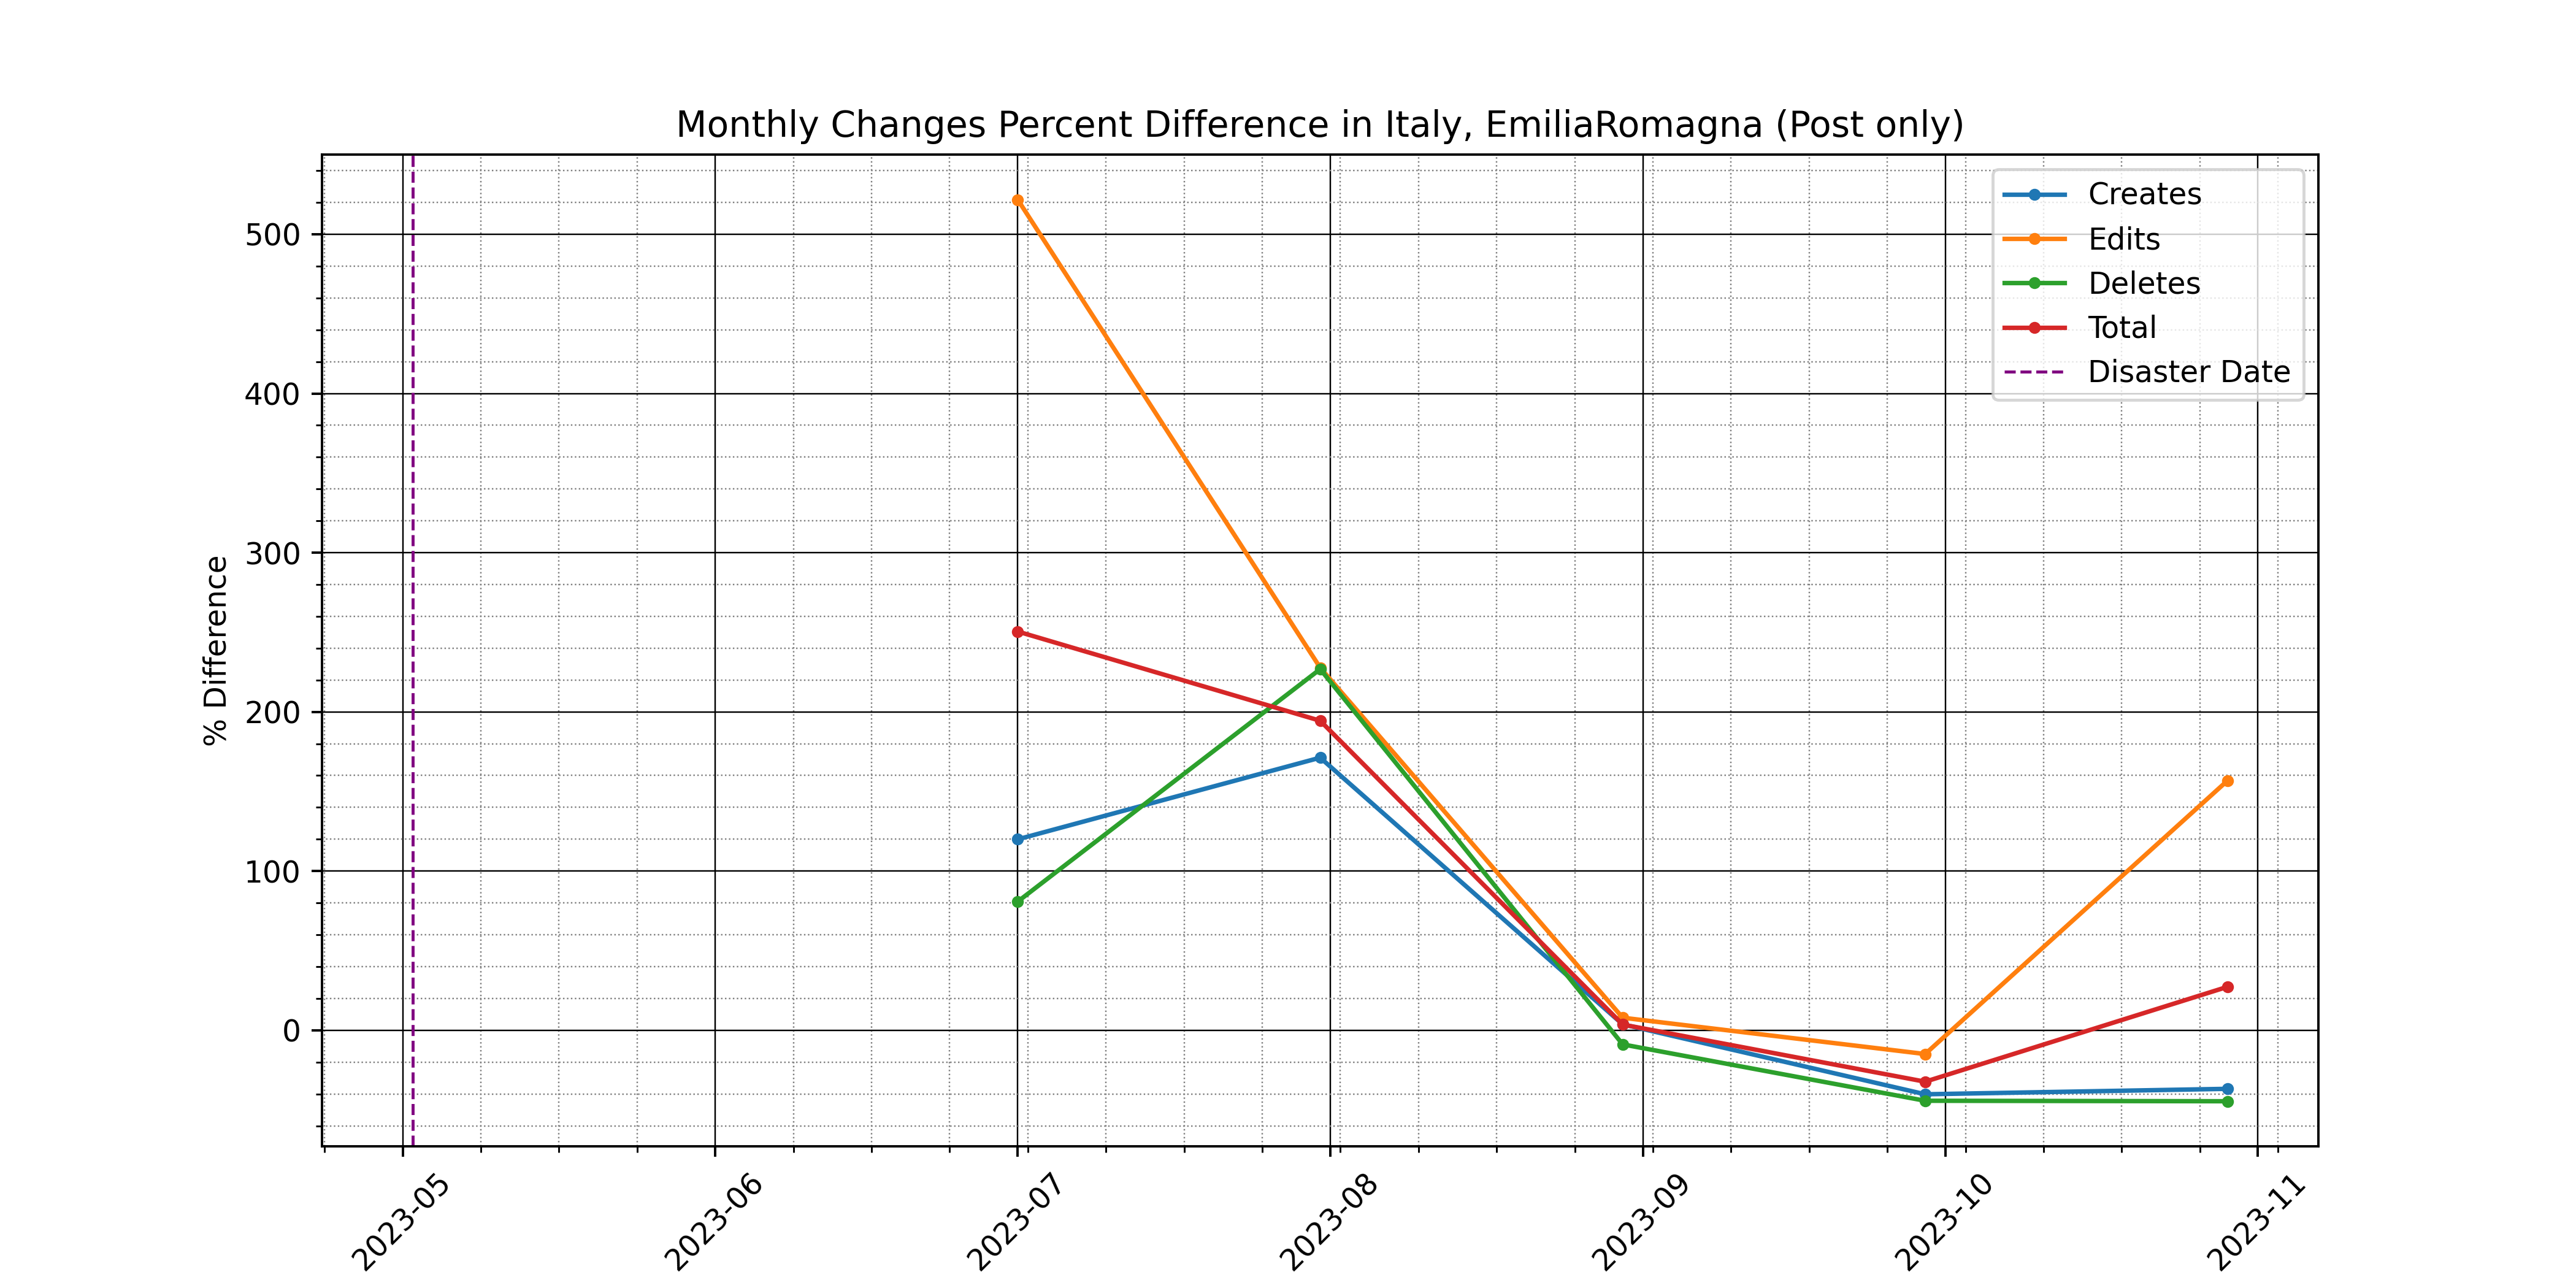 Monthly Changes Percent Difference in Italy, EmiliaRomagna (Post only)
Creates
Edits
Deletes
Total
Disaster Date
% Difference
500
400
300
200
100
0
2023-05
2023-06
2023-07
2023-08
2023-09
2023-10
2023-11